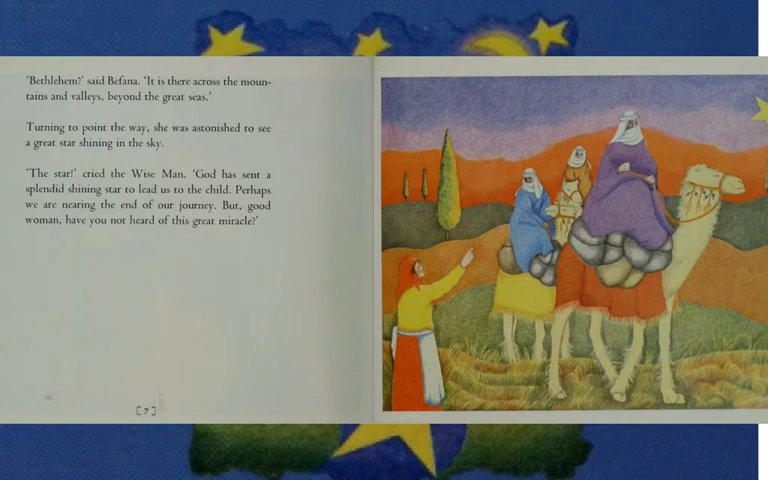 'Bethlehem?' said Befana. 'It is there across the moun-
tains and valleys, beyond the great seas.'
Turning to point the way, she was astonished to see
a great star shining in the sky.
'The star!' cried the Wise Man. 'God has sent a
splendid shining star to lead us to the child. Perhaps
we are nearing the end of our journey. But, good
woman, have you not heard of this great miracle?'
[7]